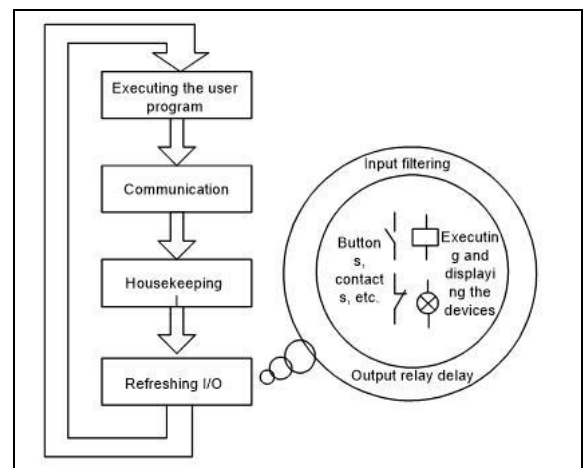 Executing the user
program
Communication
Housekeeping
Refreshing I/O
Input filtering
Button
s,
contact
s, etc.
Executin
g and
displayi
ng the
devices
Output relay delay